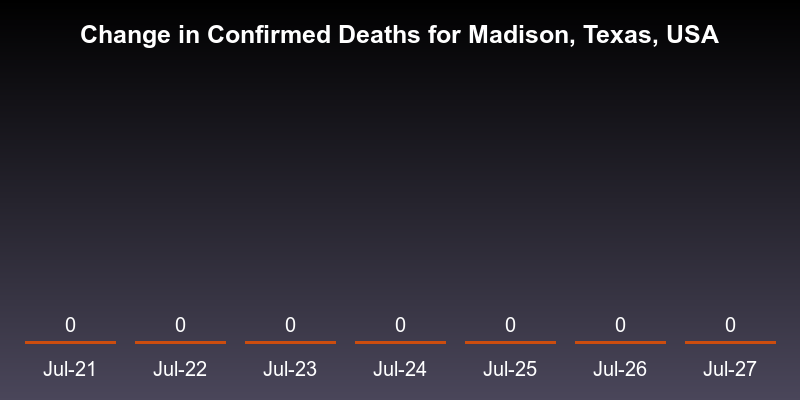 Change in Confirmed Deaths for Madison, Texas, USA
0 0 0 0 0 0 0
Jul-21 Jul-22 Jul-23 Jul-24 Jul-25 Jul-26 Jul-27